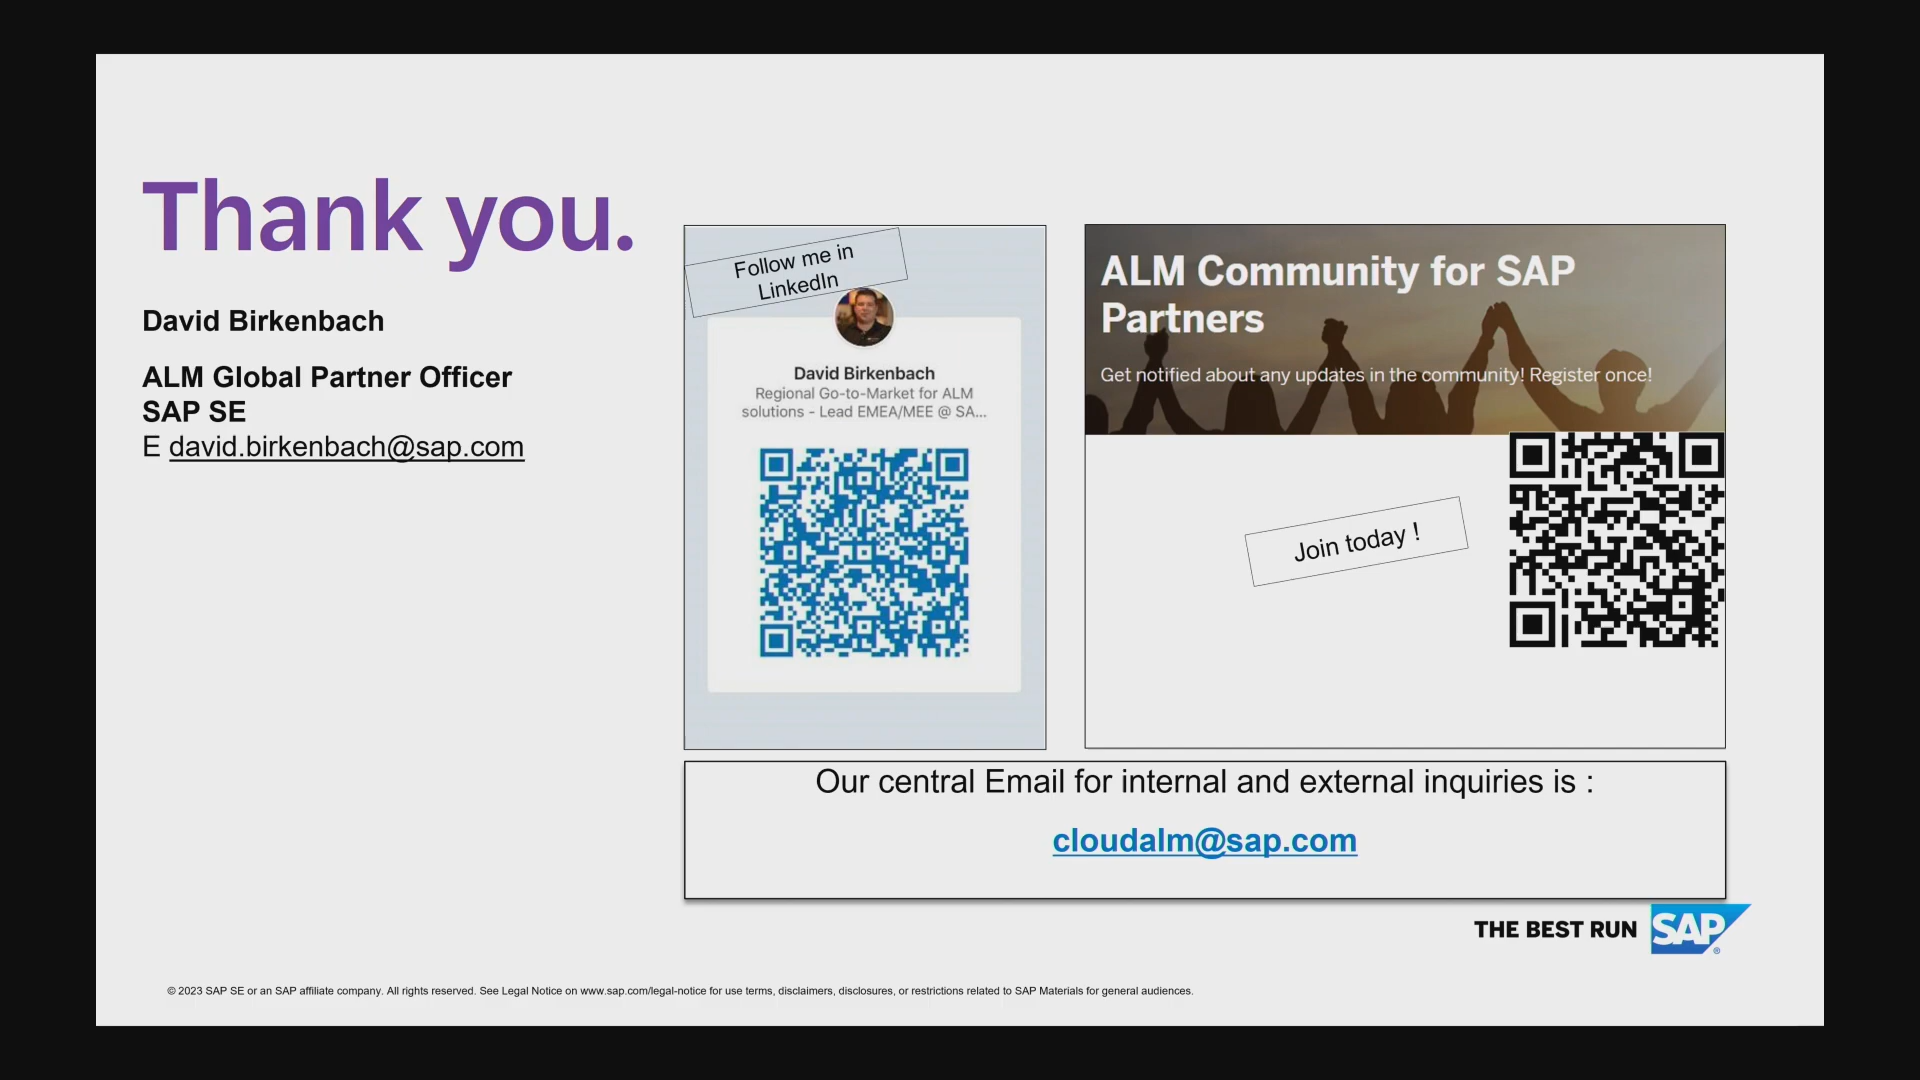 Thank you.
David Birkenbach
ALM Global Partner Officer
SAP SE
E david.birkenbach@sap.com
Follow me in
LinkedIn
David Birkenbach
Regional Go-to-Market for ALM
solutions - Lead EMEA/MEE @ SA...
ALM Community for SAP
Partners
Get notified about any updates in the community! Register once!
Join today !
Our central Email for internal and external inquiries is :
cloudalm@sap.com
THE BEST RUN SAP®
© 2023 SAP SE or an SAP affiliate company. All rights reserved. See Legal Notice on www.sap.com/legal-notice for use terms, disclaimers, disclosures, or restrictions related to SAP Materials for general audiences.